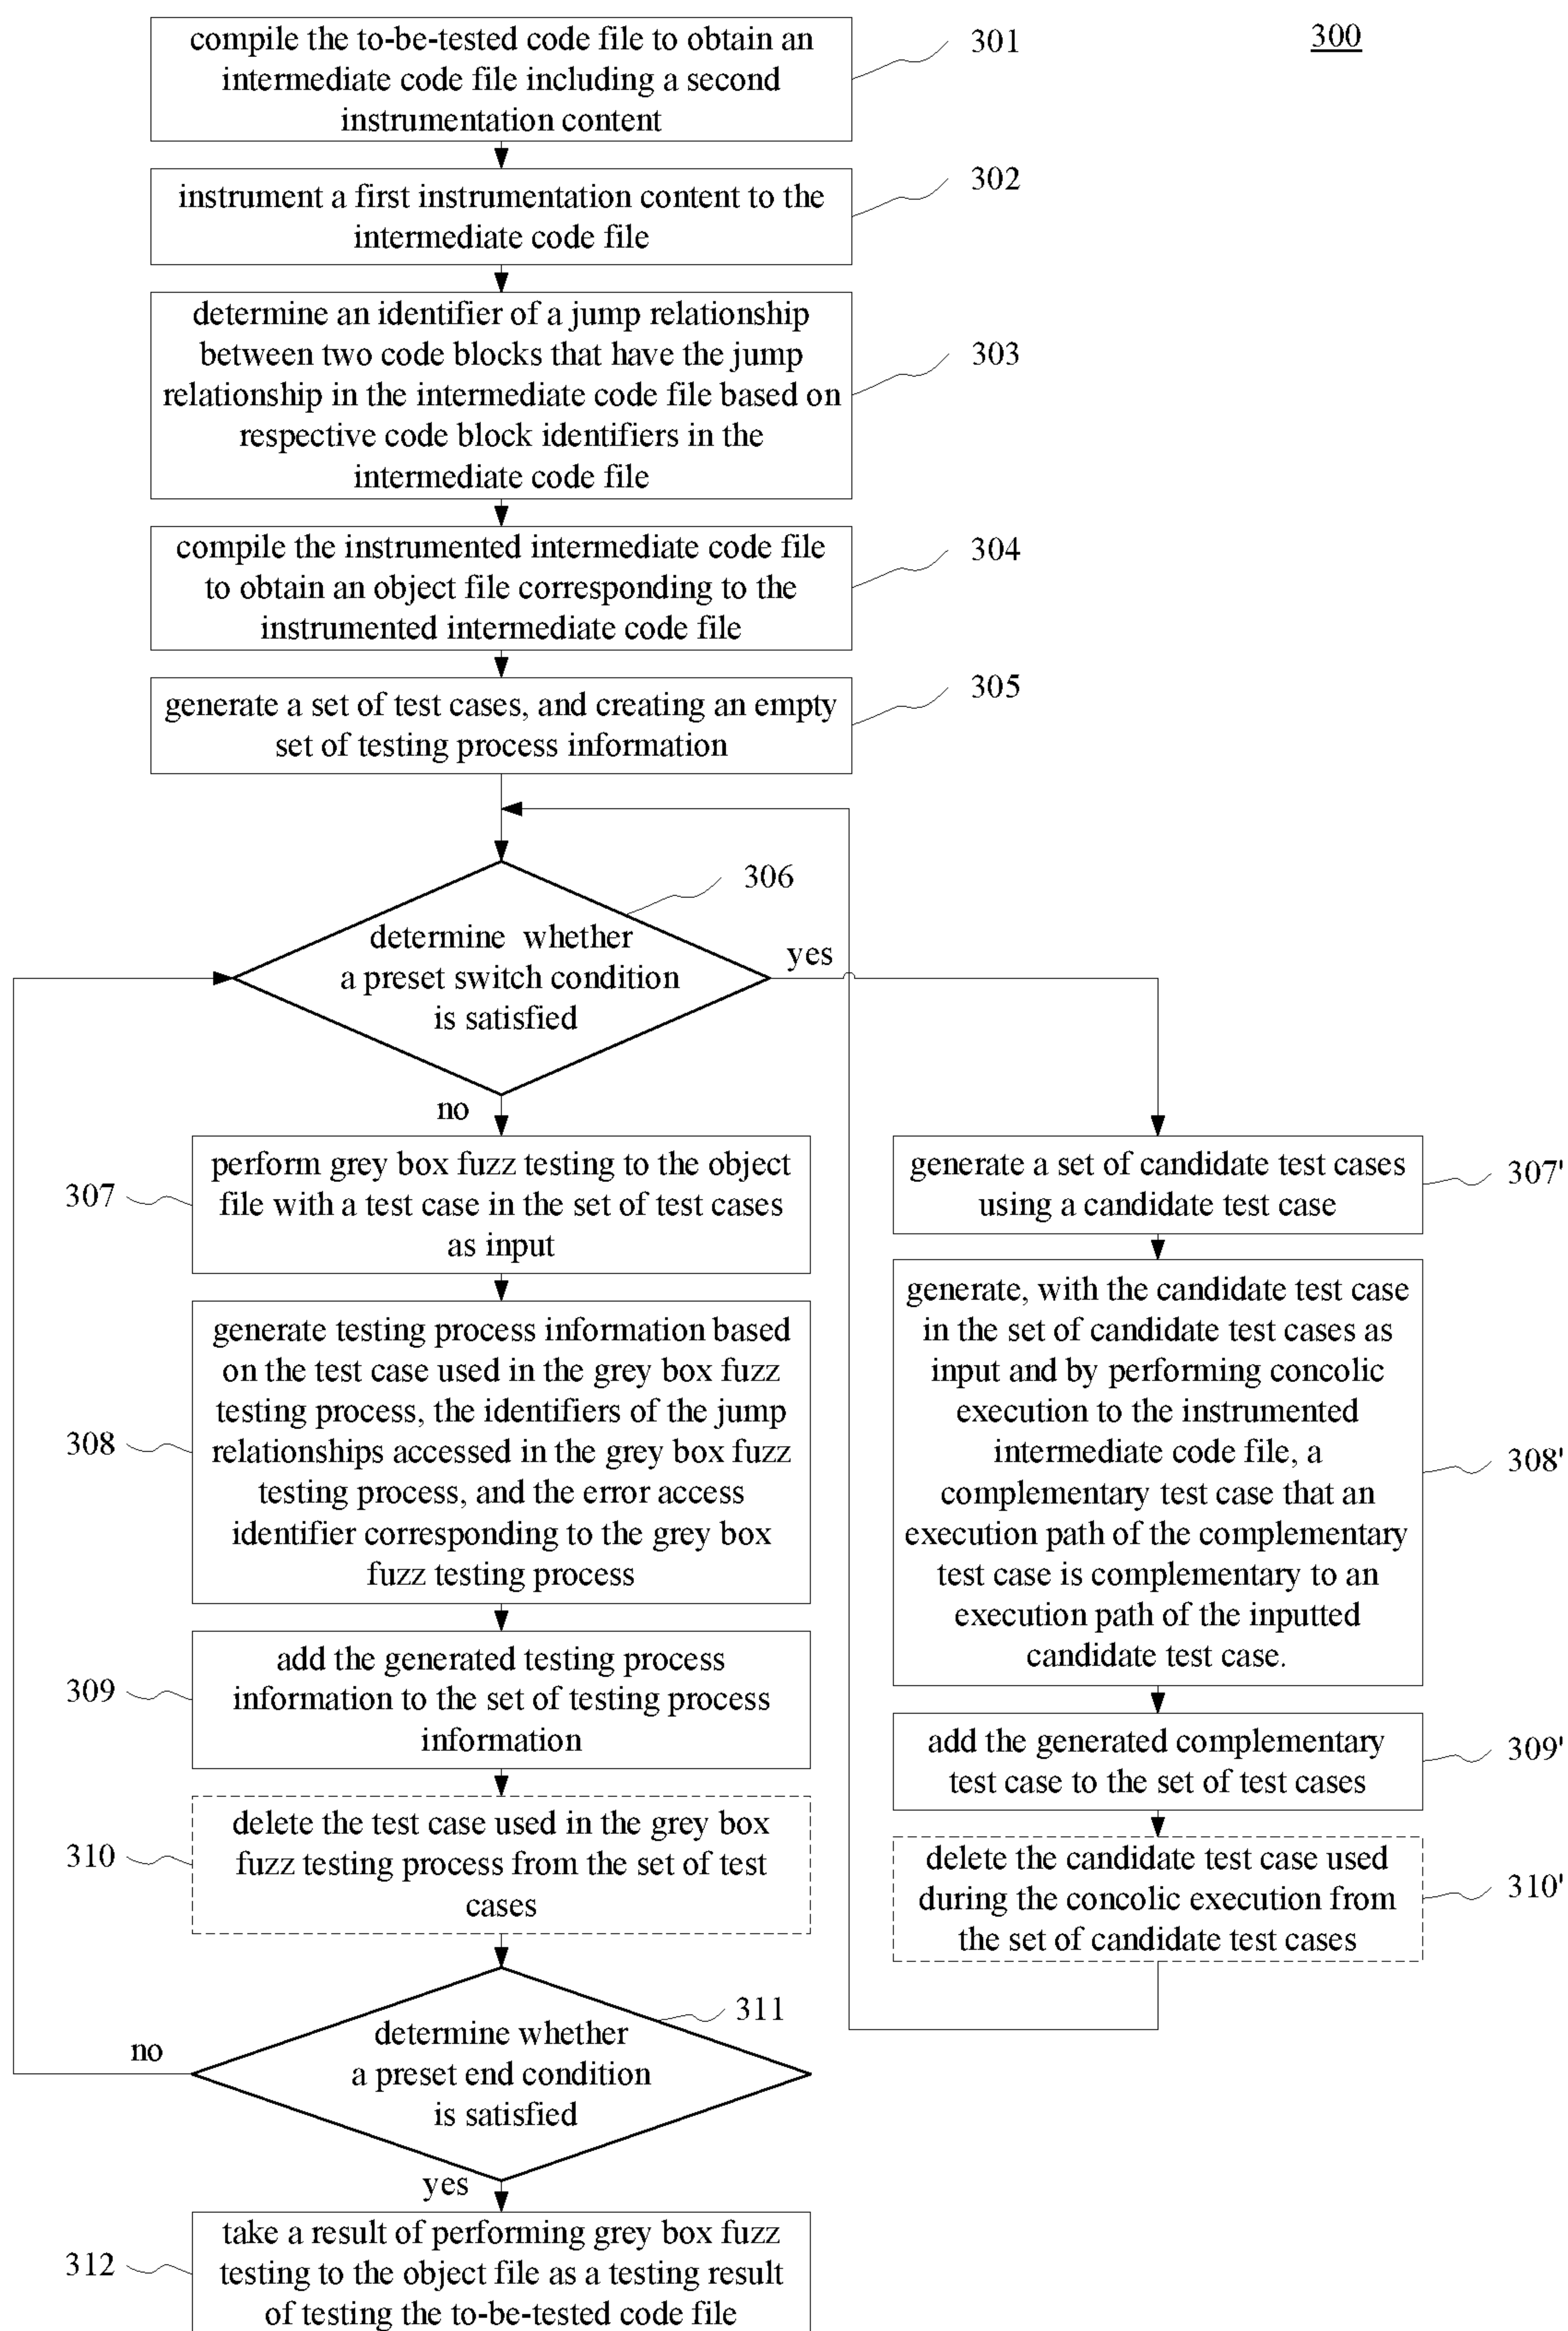 300
compile the to-be-tested code file to obtain an
intermediate code file including a second
instrumentation content
301
instrument a first instrumentation content to the
intermediate code file
302
determine an identifier of a jump relationship
between two code blocks that have the jump
relationship in the intermediate code file based on
respective code block identifiers in the
intermediate code file
303
compile the instrumented intermediate code file
to obtain an object file corresponding to the
instrumented intermediate code file
304
generate a set of test cases, and creating an empty
set of testing process information
305
306
determine whether
a preset switch condition
is satisfied
yes
no
307
perform grey box fuzz testing to the object
file with a test case in the set of test cases
as input
308
generate testing process information based
on the test case used in the grey box fuzz
testing process, the identifiers of the jump
relationships accessed in the grey box fuzz
testing process, and the error access
identifier corresponding to the grey box
fuzz testing process
309
add the generated testing process
information to the set of testing process
information
310
delete the test case used in the grey box
fuzz testing process from the set of test
cases
311
determine whether
a preset end condition
is satisfied
no
yes
312
take a result of performing grey box fuzz
testing to the object file as a testing result
of testing the to-be-tested code file
generate a set of candidate test cases
using a candidate test case
307'
generate, with the candidate test case
in the set of candidate test cases as
input and by performing concolic
execution to the instrumented
intermediate code file, a
complementary test case that an
execution path of the complementary
test case is complementary to an
execution path of the inputted
candidate test case.
308'
add the generated complementary
test case to the set of test cases
309'
delete the candidate test case used
during the concolic execution from
the set of candidate test cases
310'